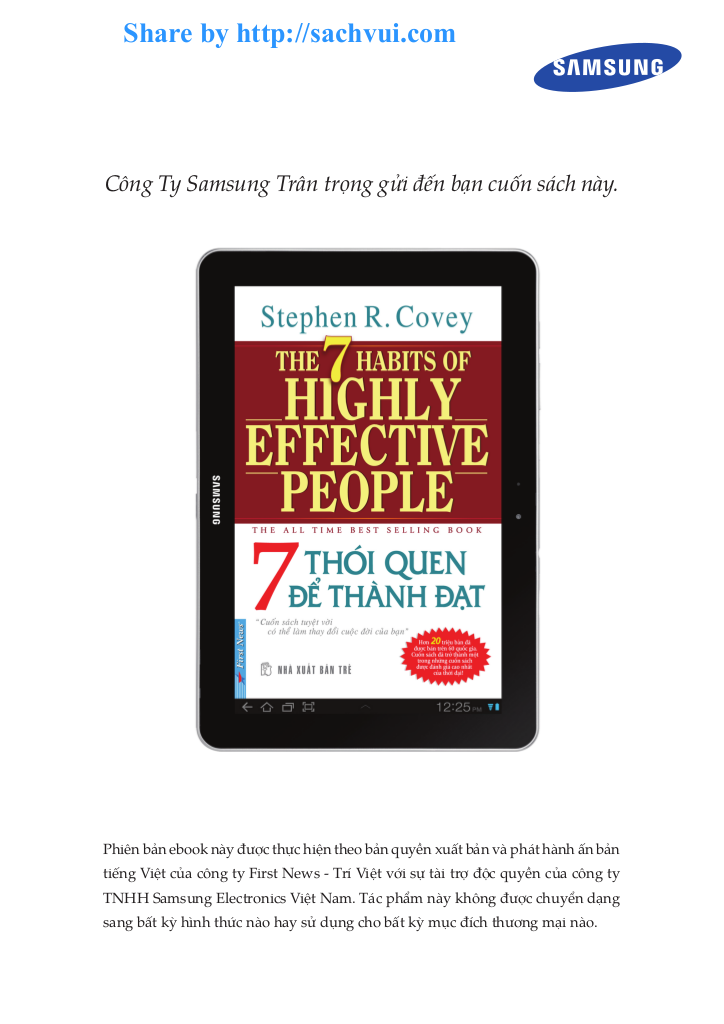 Share by http://sachvui.com
SAMSUNG
Công Ty Samsung Trân trọng gửi đến bạn cuốn sách này.
Stephen R. Covey
THE 7 HABITS OF
HIGHLY
EFFECTIVE
PEOPLE
THE ALL TIME BEST SELLING BOOK
7 THÓI QUEN
ĐỂ THÀNH ĐẠT
"Cuốn sách tuyệt vời
có thể làm thay đổi cuộc đời của bạn"
Hơn 20 triệu bản đã
được bán trên 80 quốc gia.
Cuốn sách đã trở thành một
trong những cuốn sách
được đánh giá cao nhất
của thời đại!
First News
NHÀ XUẤT BẢN TRẺ
SAMSUNG
12:25 PM
Phiên bản ebook này được thực hiện theo bản quyền xuất bản và phát hành ấn bản
tiếng Việt của công ty First News - Trí Việt với sự tài trợ độc quyền của công ty
TNHH Samsung Electronics Việt Nam. Tác phẩm này không được chuyển dạng
sang bất kỳ hình thức nào hay sử dụng cho bất kỳ mục đích thương mại nào.